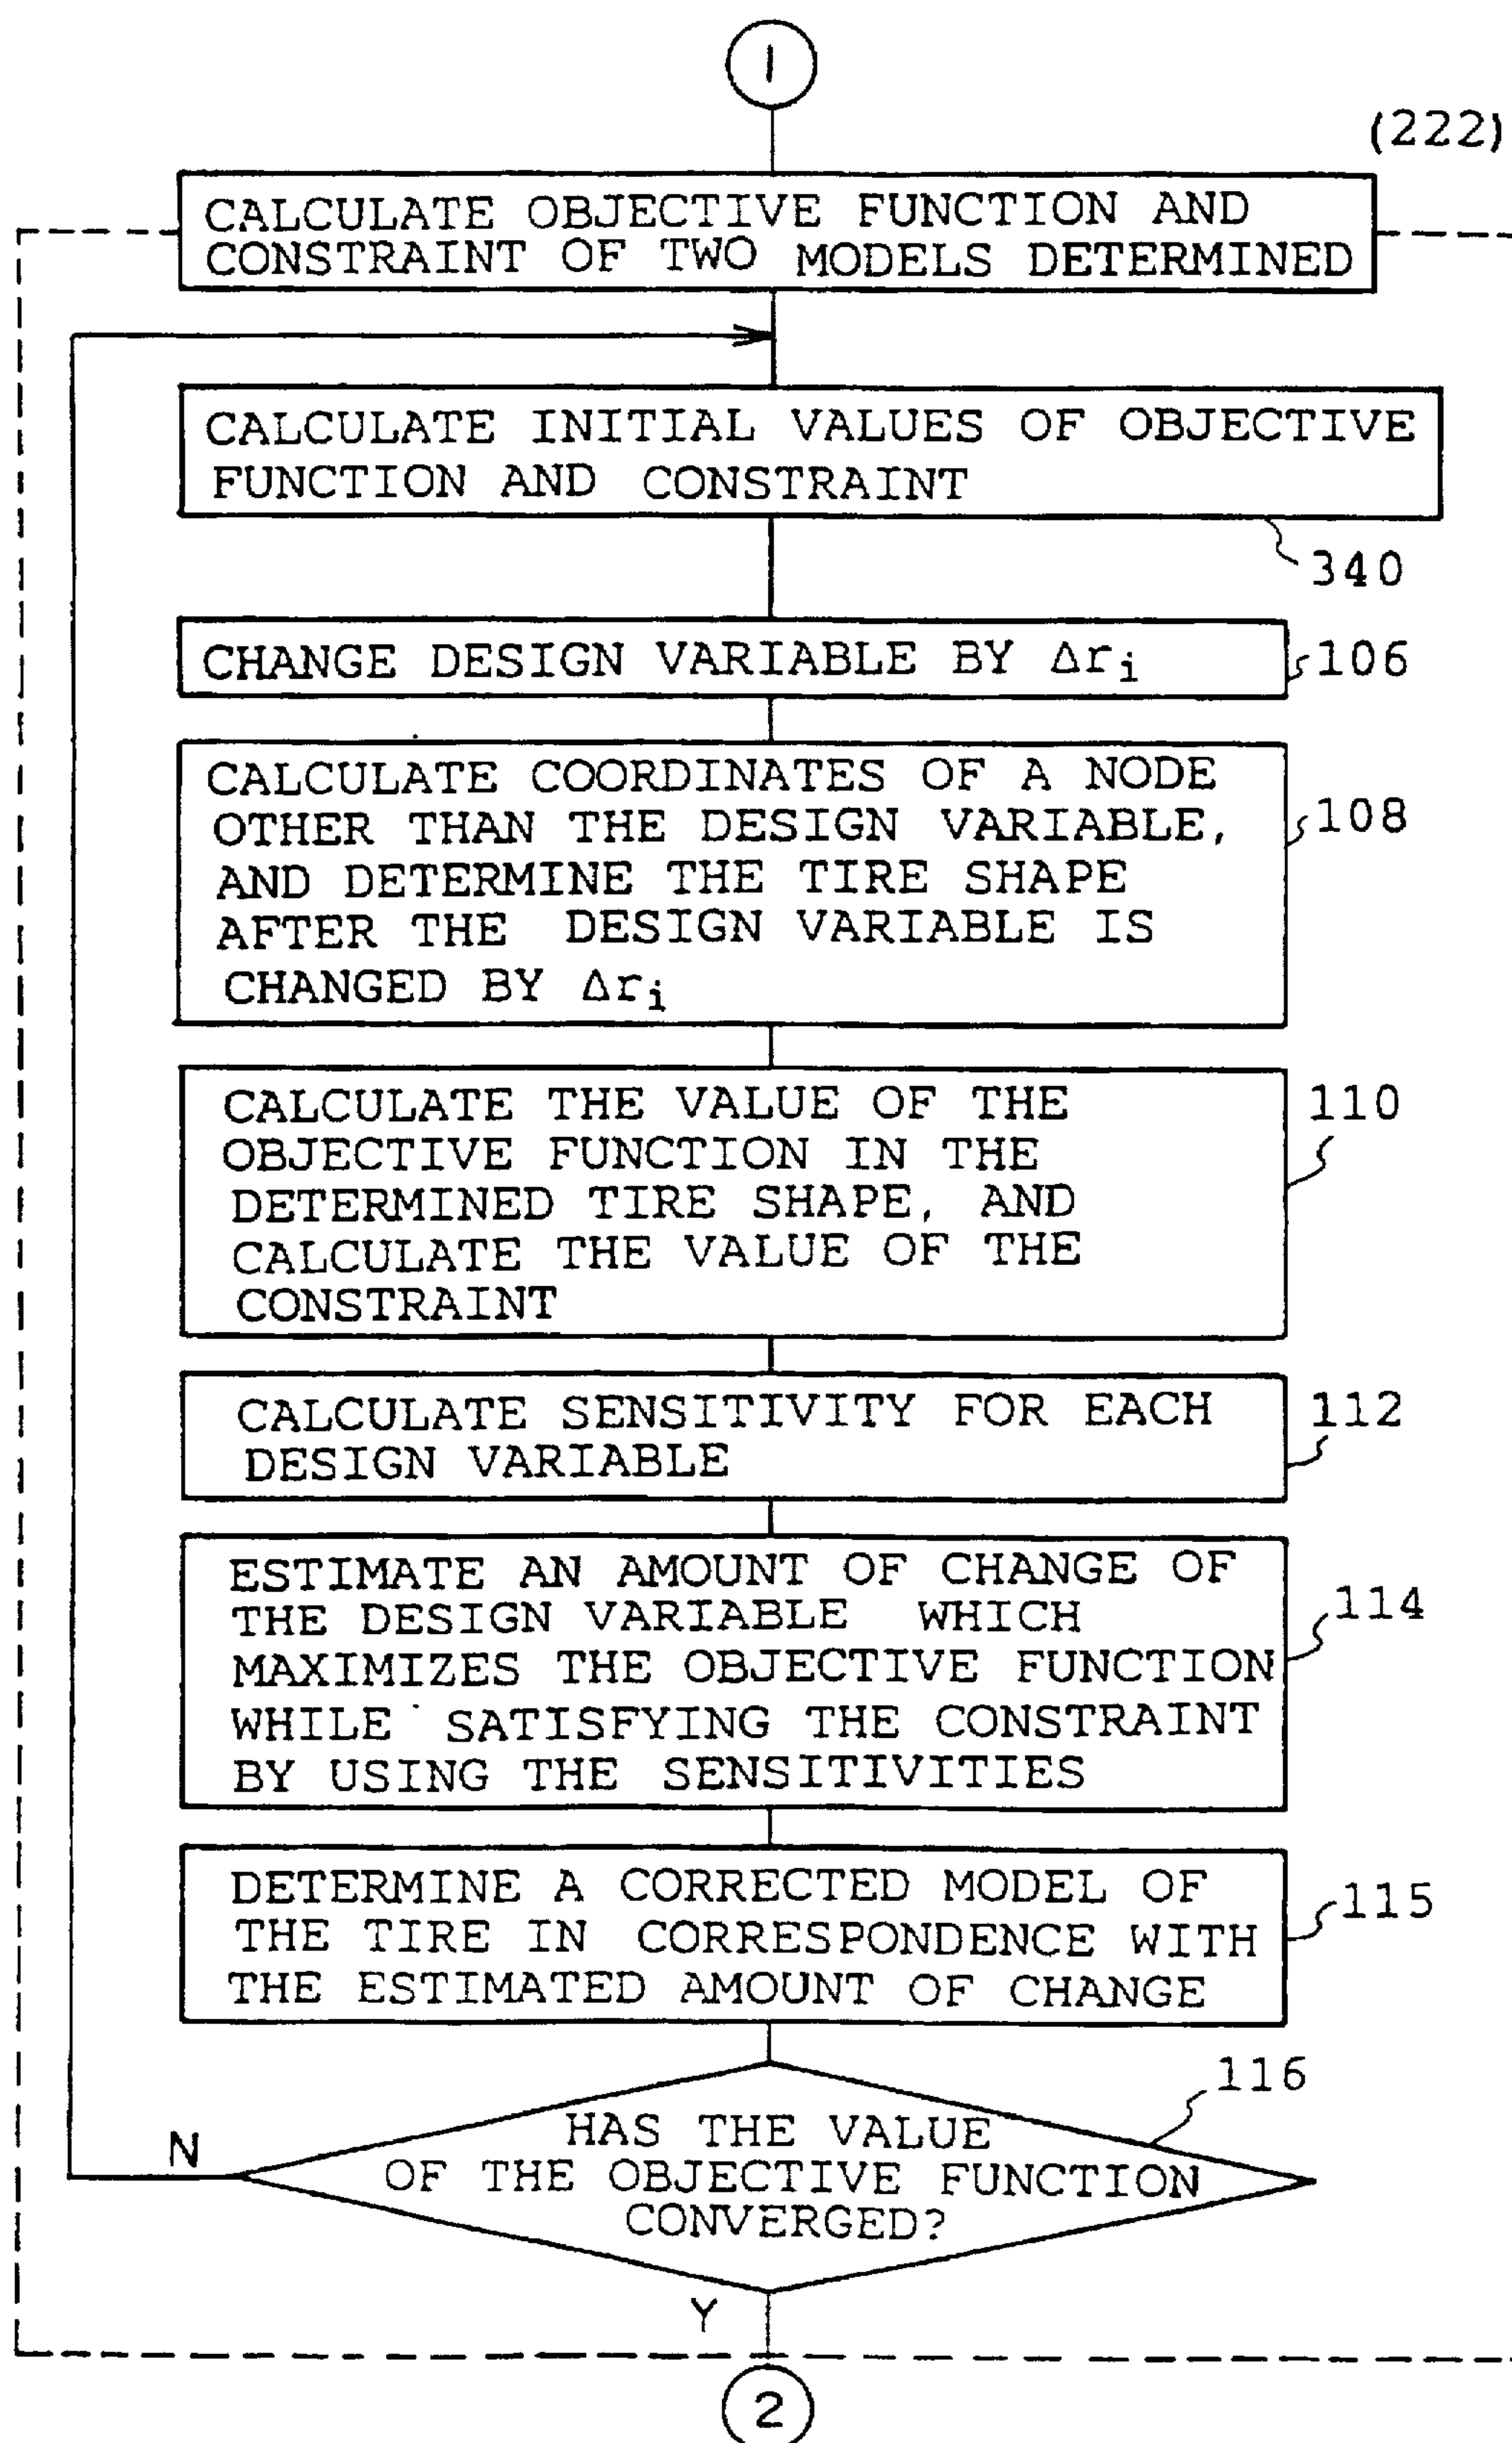 1
(222)
CALCULATE OBJECTIVE FUNCTION AND
CONSTRAINT OF TWO MODELS DETERMINED
CALCULATE INITIAL VALUES OF OBJECTIVE
FUNCTION AND CONSTRAINT
340
CHANGE DESIGN VARIABLE BY Δri
106
CALCULATE COORDINATES OF A NODE
OTHER THAN THE DESIGN VARIABLE,
AND DETERMINE THE TIRE SHAPE
AFTER THE DESIGN VARIABLE IS
CHANGED BY Δri
108
CALCULATE THE VALUE OF THE
OBJECTIVE FUNCTION IN THE
DETERMINED TIRE SHAPE, AND
CALCULATE THE VALUE OF THE
CONSTRAINT
110
CALCULATE SENSITIVITY FOR EACH
DESIGN VARIABLE
112
ESTIMATE AN AMOUNT OF CHANGE OF
THE DESIGN VARIABLE WHICH
MAXIMIZES THE OBJECTIVE FUNCTION
WHILE SATISFYING THE CONSTRAINT
BY USING THE SENSITIVITIES
114
DETERMINE A CORRECTED MODEL OF
THE TIRE IN CORRESPONDENCE WITH
THE ESTIMATED AMOUNT OF CHANGE
115
116
HAS THE VALUE
OF THE OBJECTIVE FUNCTION
CONVERGED?
N
Y
2